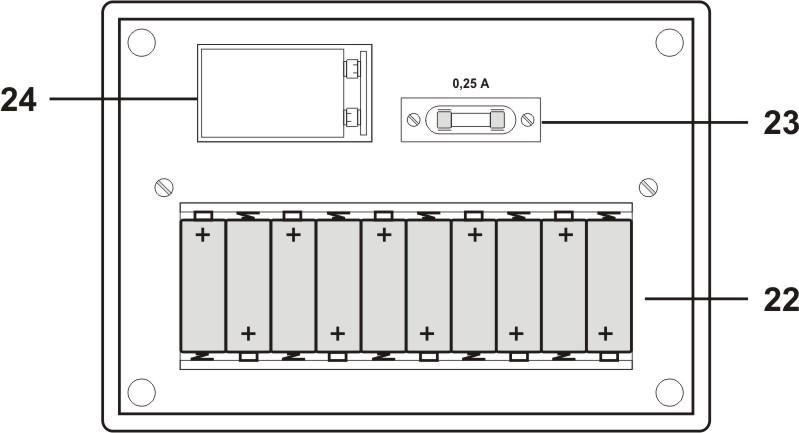 0,25 A
24
23
+ + + + +
+ + + + +
22